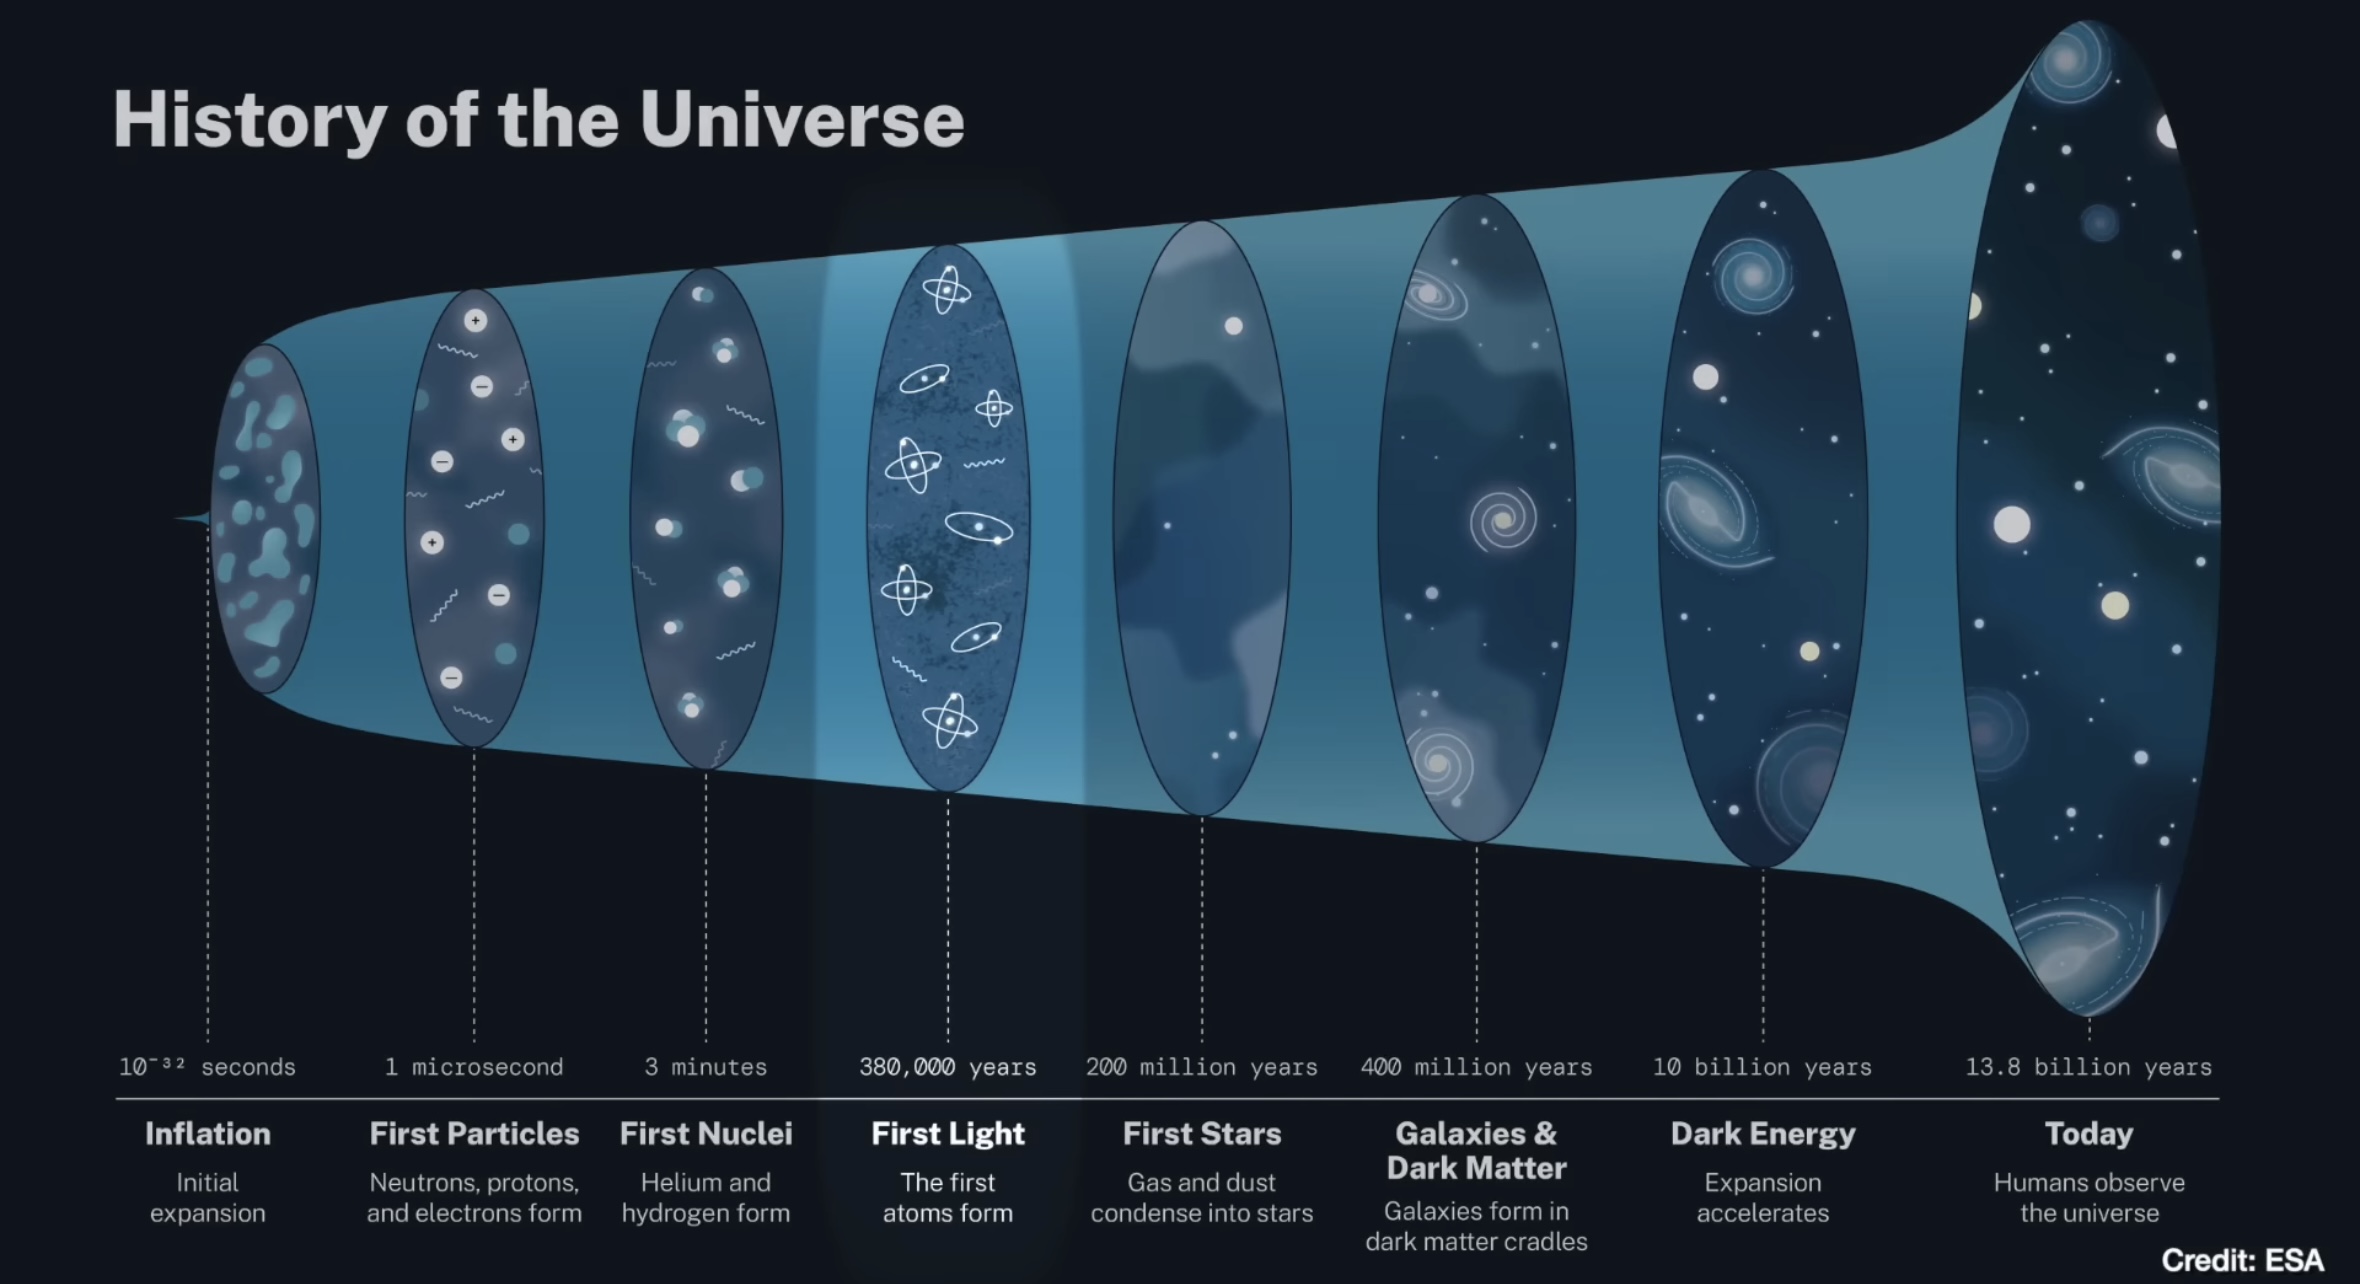 History of the Universe
10⁻³² seconds
Inflation
Initial
expansion
1 microsecond
First Particles
Neutrons, protons,
and electrons form
3 minutes
First Nuclei
Helium and
hydrogen form
380,000 years
First Light
The first
atoms form
200 million years
First Stars
Gas and dust
condense into stars
400 million years
Galaxies &
Dark Matter
Galaxies form in
dark matter cradles
10 billion years
Dark Energy
Expansion
accelerates
13.8 billion years
Today
Humans observe
the universe
Credit: ESA